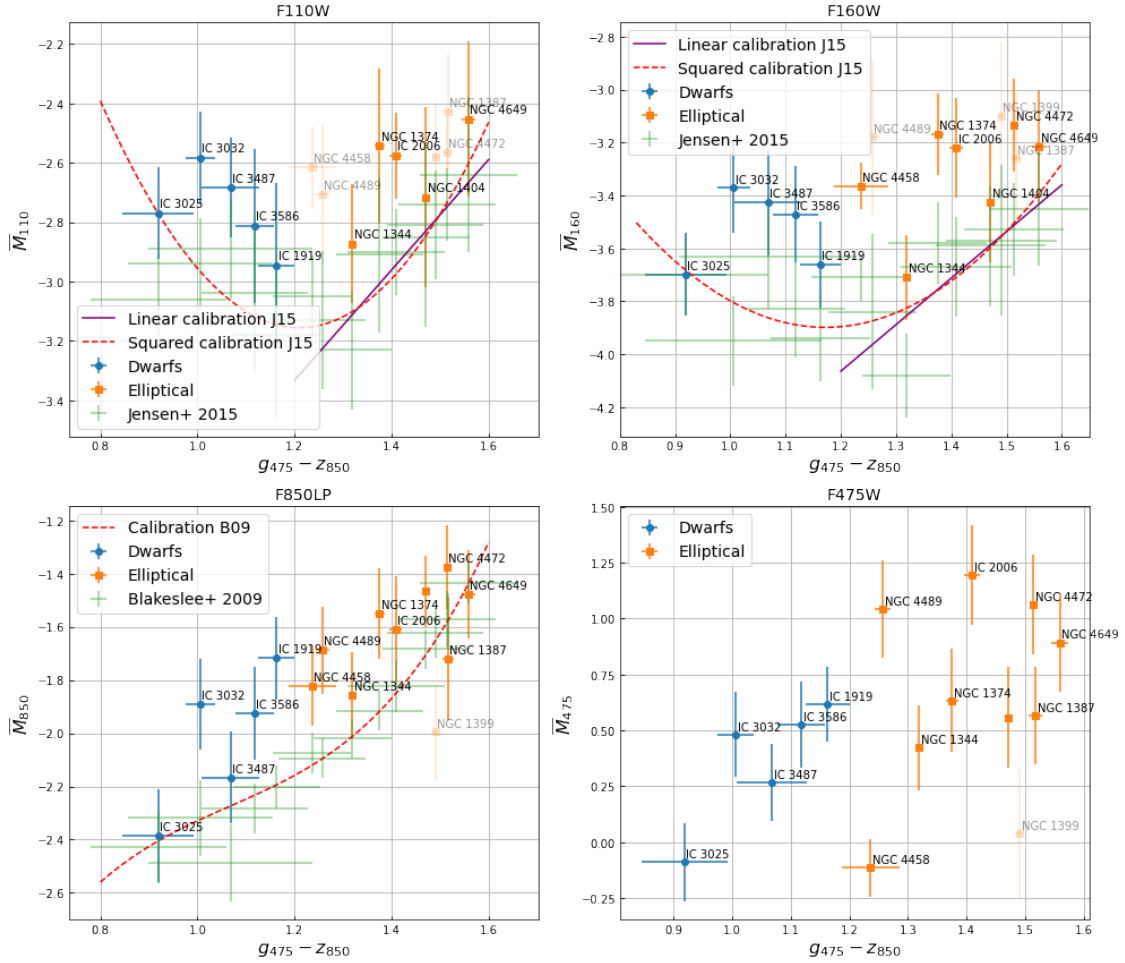 F110W
−2.0
−2.2
−2.4
−2.6
−2.8
−3.0
−3.2
−3.4
M̅110
NGC 1387
NGC 4649
NGC 1374
IC 2006
NGC 4472
IC 3032
NGC 4458
IC 3487
NGC 4489
NGC 1404
IC 3025
IC 3586
NGC 1344
IC 1919
Linear calibration J15
Squared calibration J15
Dwarfs
Elliptical
Jensen+ 2015
0.8 1.0 1.2 1.4 1.6
g475 − z850
F160W
−2.8
−3.0
−3.2
−3.4
−3.6
−3.8
−4.0
−4.2
M̅160
Linear calibration J15
Squared calibration J15
Dwarfs
Elliptical
Jensen+ 2015
NGC 1399
NGC 4472
NGC 4489
NGC 1374
IC 2006
NGC 4649
NGC 1387
IC 3032
NGC 4458
IC 3487
IC 3586
NGC 1404
IC 1919
IC 3025
NGC 1344
0.9 1.0 1.1 1.2 1.3 1.4 1.5 1.6
g475 − z850
F850LP
−1.2
−1.4
−1.6
−1.8
−2.0
−2.2
−2.4
−2.6
M̅850
Calibration B09
Dwarfs
Elliptical
Blakeslee+ 2009
NGC 4472
NGC 4649
NGC 1374
IC 2006
NGC 4489
IC 1919
NGC 1387
NGC 4458
NGC 1344
IC 3032
IC 3586
NGC 1399
IC 3487
IC 3025
0.8 1.0 1.2 1.4 1.6
g475 − z850
F475W
1.50
1.25
1.00
0.75
0.50
0.25
0.00
−0.25
M̅475
Dwarfs
Elliptical
IC 2006
NGC 4489
NGC 4472
NGC 4649
NGC 1374
IC 1919
NGC 1387
IC 3586
IC 3032
NGC 1344
IC 3487
NGC 1399
IC 3025
NGC 4458
0.9 1.0 1.1 1.2 1.3 1.4 1.5 1.6
g475 − z850